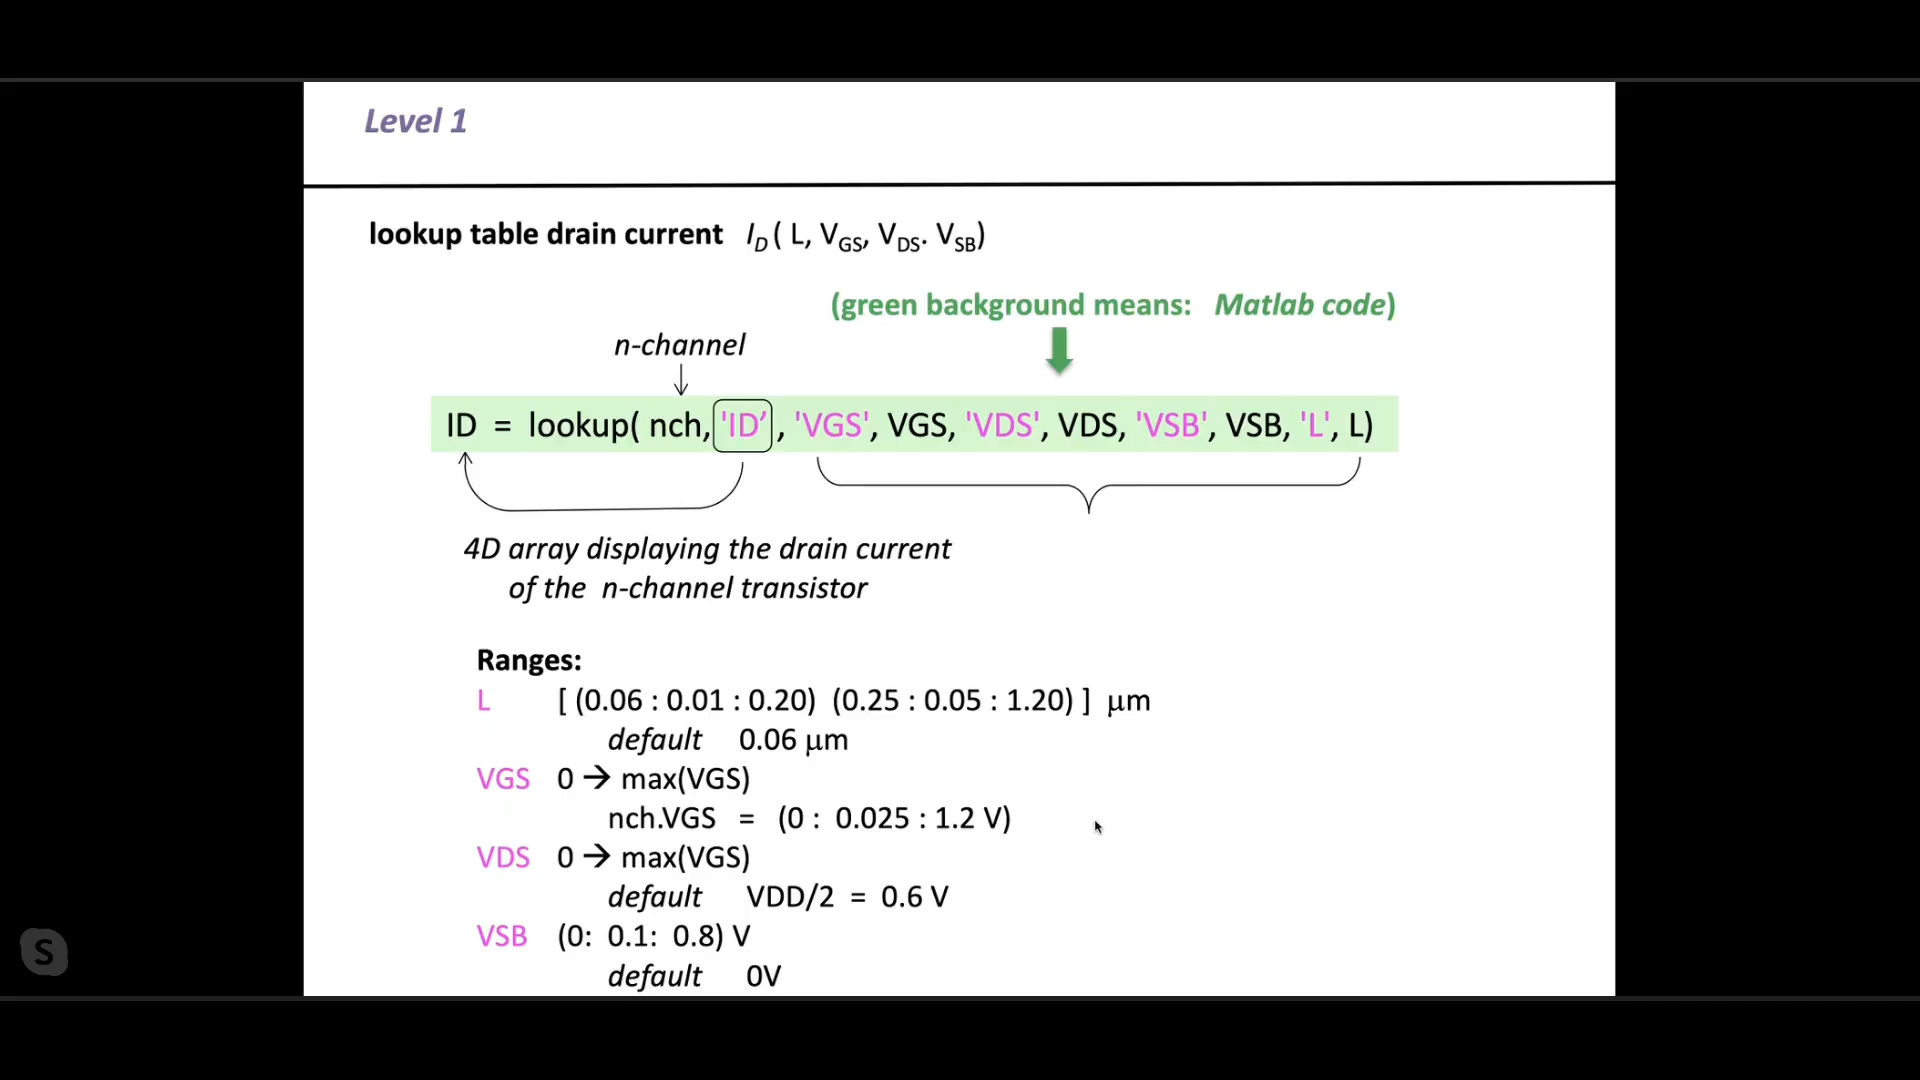 Level 1
lookup table drain current I_D ( L, V_GS, V_DS. V_SB)
(green background means: Matlab code)
n-channel
ID = lookup( nch, 'ID’ , 'VGS', VGS, 'VDS', VDS, 'VSB', VSB, 'L', L)
4D array displaying the drain current
of the n-channel transistor
Ranges:
L [ (0.06 : 0.01 : 0.20) (0.25 : 0.05 : 1.20) ] μm
default 0.06 μm
VGS 0 → max(VGS)
nch.VGS = (0 : 0.025 : 1.2 V)
VDS 0 → max(VGS)
default VDD/2 = 0.6 V
VSB (0: 0.1: 0.8) V
default 0V
S